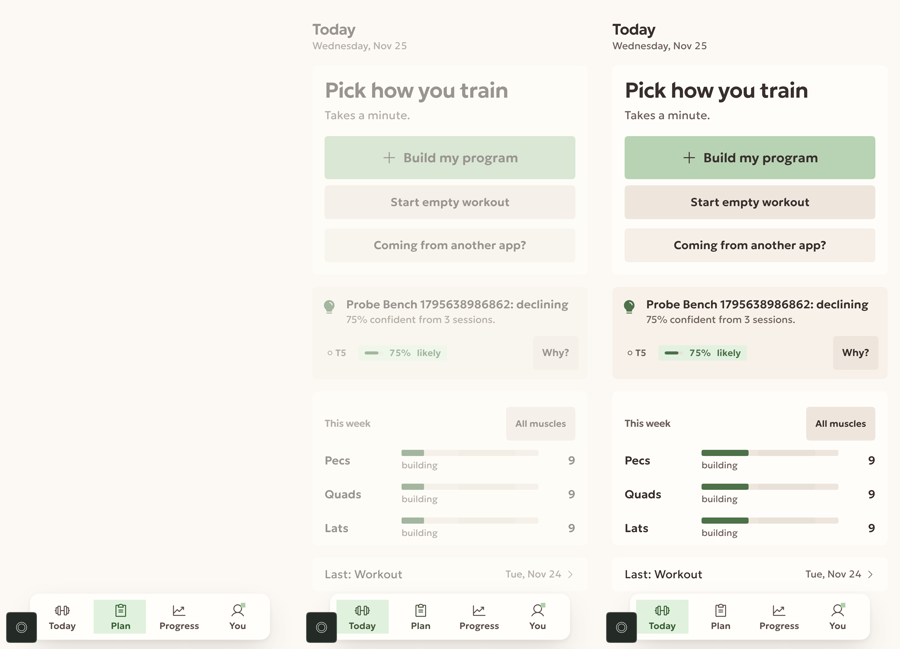 Today
Plan
Progress
You
Today
Wednesday, Nov 25
Pick how you train
Takes a minute.
Build my program
Start empty workout
Coming from another app?
Probe Bench 1795638986862: declining
75% confident from 3 sessions.
T5
75% likely
Why?
This week
All muscles
Pecs
building
9
Quads
building
9
Lats
building
9
Last: Workout
Tue, Nov 24
Today
Plan
Progress
You
Today
Wednesday, Nov 25
Pick how you train
Takes a minute.
Build my program
Start empty workout
Coming from another app?
Probe Bench 1795638986862: declining
75% confident from 3 sessions.
T5
75% likely
Why?
This week
All muscles
Pecs
building
9
Quads
building
9
Lats
building
9
Last: Workout
Tue, Nov 24
Today
Plan
Progress
You